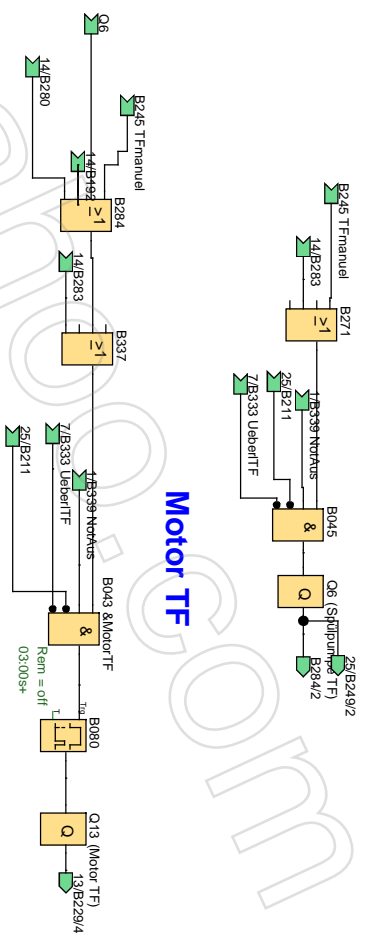 B245 TFmanuel
14/B283
B271
≥1
1/B339 NotAus
25/B211
7/B333 UeberlTF
B045
&
Q6 (Spülpumpe TF)
Q
25/B249/2
B284/2
Motor TF
B245 TFmanuel
14/B192
Q6
14/B280
B284
≥1
14/B283
B337
≥1
1/B339 NotAus
7/B333 UeberlTF
25/B211
B043 &MotorTF
&
Trg
T
B080
Rem = off
03:00s+
Q13 (Motor TF)
Q
13/B229/4